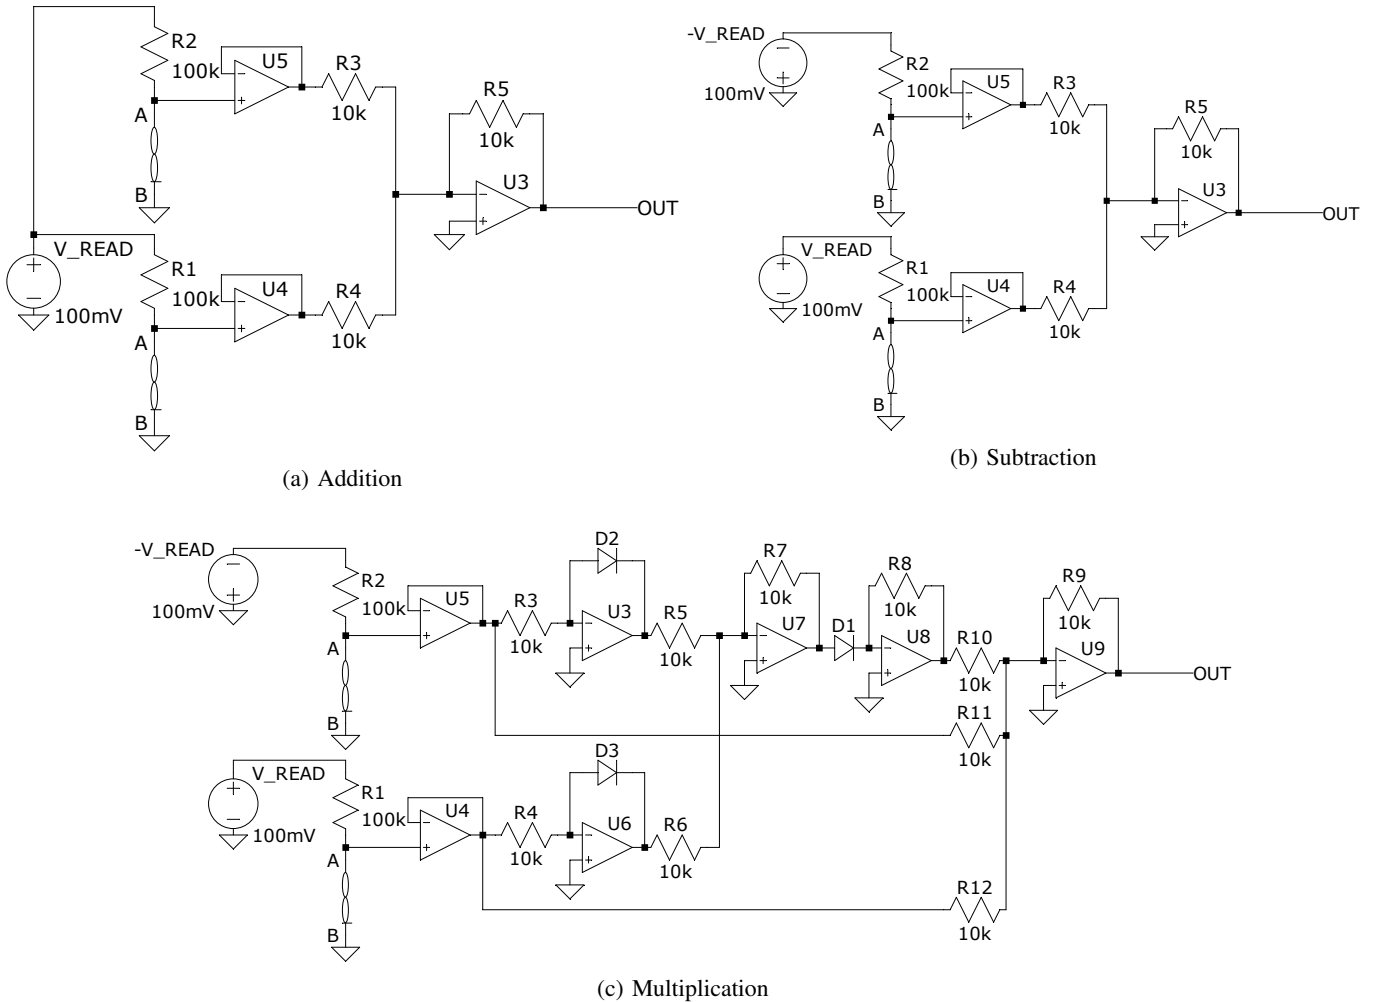 R2
100k
U5
R3
10k
A
B
R5
10k
U3
OUT
V_READ
100mV
R1
100k
U4
R4
10k
A
B
(a) Addition
-V_READ
100mV
R2
100k
U5
R3
10k
A
B
R5
10k
U3
OUT
V_READ
100mV
R1
100k
U4
R4
10k
A
B
(b) Subtraction
-V_READ
100mV
R2
100k
U5
R3
10k
D2
U3
R5
10k
R7
10k
U7
D1
R8
10k
U8
R10
10k
R9
10k
U9
OUT
A
B
R11
10k
V_READ
100mV
R1
100k
U4
R4
10k
D3
U6
R6
10k
A
B
R12
10k
(c) Multiplication